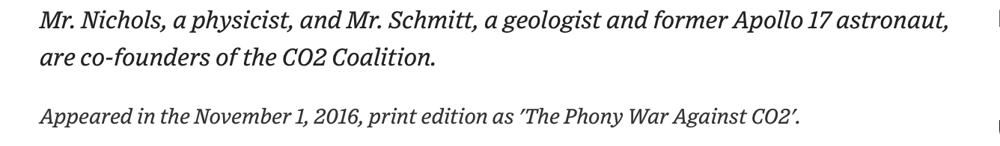 Mr. Nichols, a physicist, and Mr. Schmitt, a geologist and former Apollo 17 astronaut,
are co-founders of the CO2 Coalition.
Appeared in the November 1, 2016, print edition as 'The Phony War Against CO2'.